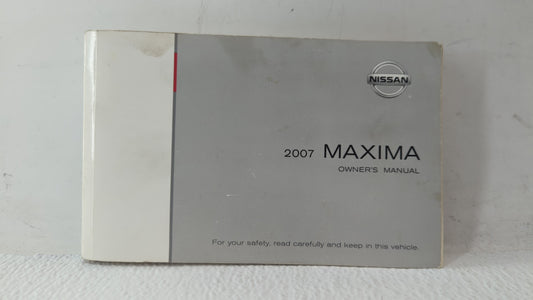 NISSAN
2007 MAXIMA
OWNER'S MANUAL
For your safety, read carefully and keep in this vehicle.